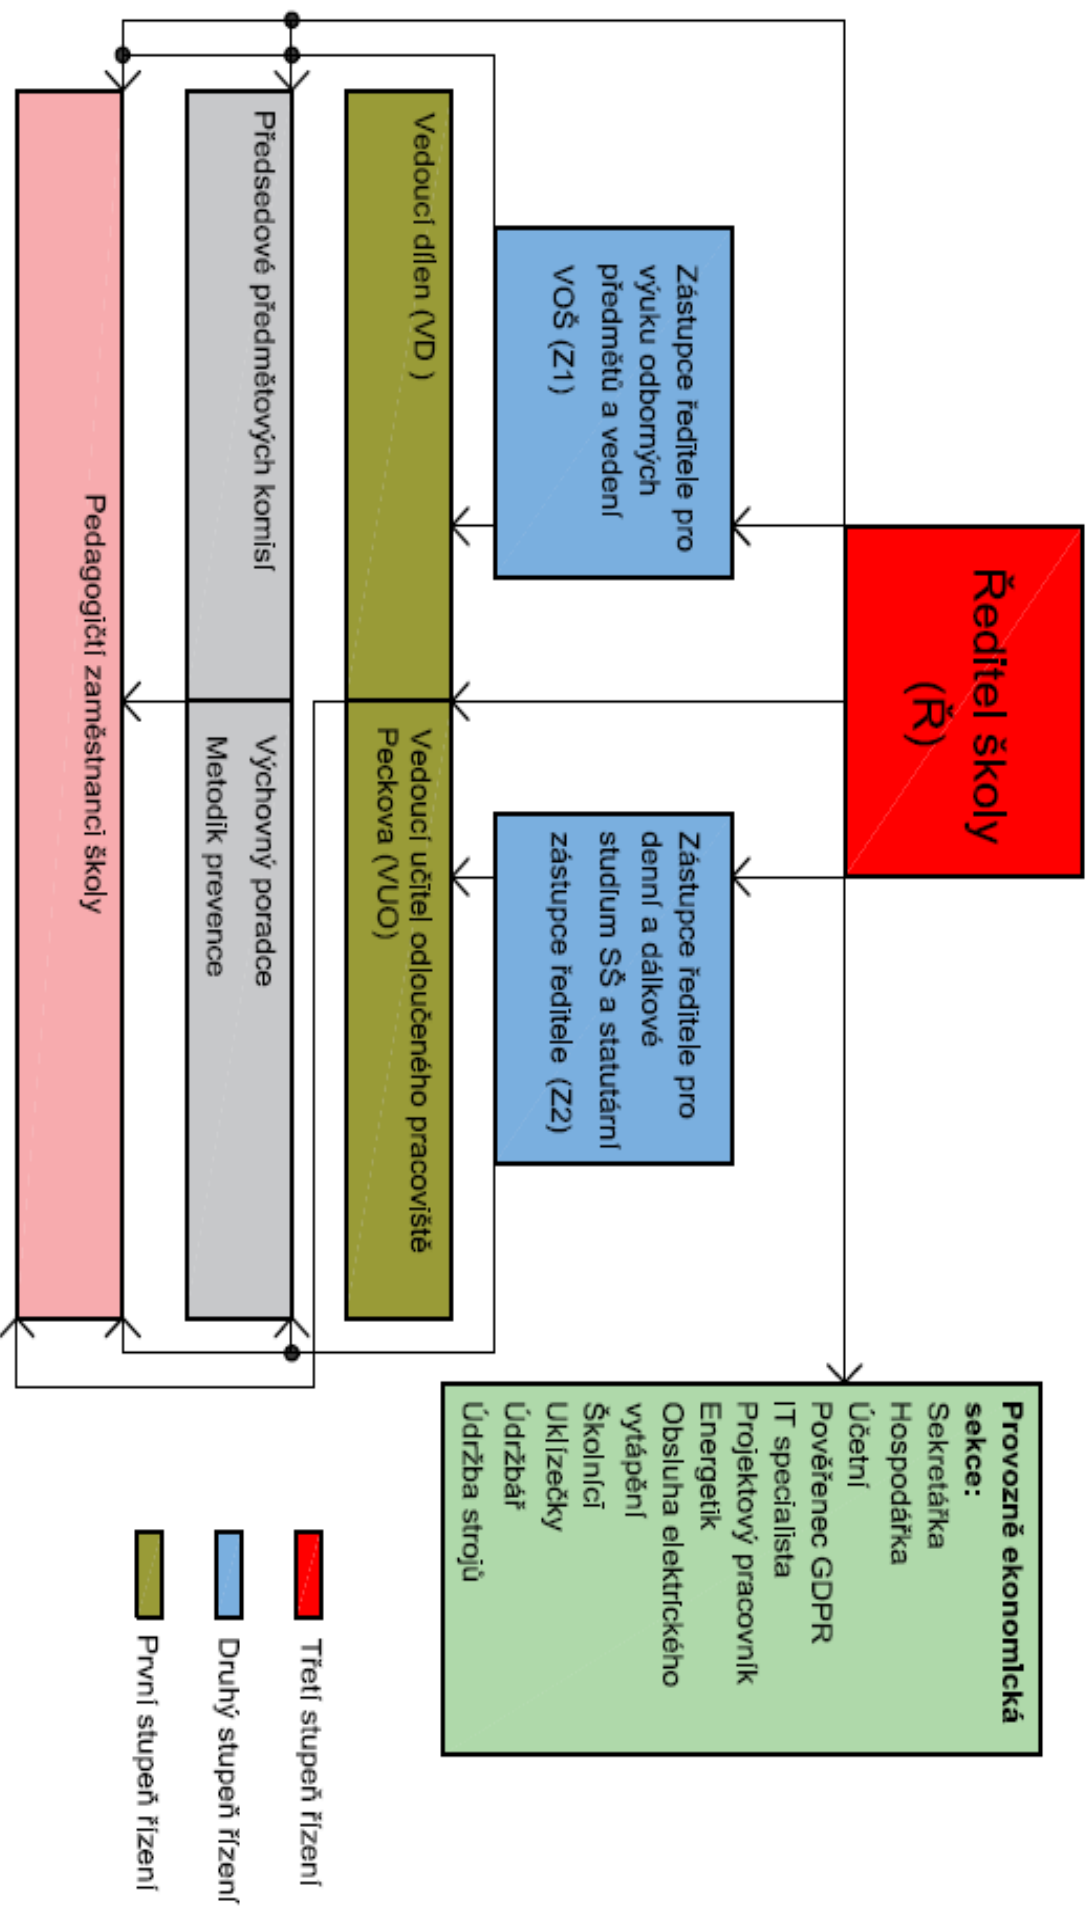 Ředitel školy
(Ř)
Zástupce ředitele pro
výuku odborných
předmětů a vedení
VOŠ (Z1)
Zástupce ředitele pro
denní a dálkové
studium SŠ a statutární
zástupce ředitele (Z2)
Vedoucí dílen (VD )
Vedoucí učitel odloučeného pracoviště
Peckova (VUO)
Předsedové předmětových komisí
Výchovný poradce
Metodik prevence
Pedagogičtí zaměstnanci školy
Provozně ekonomická
sekce:
Sekretářka
Hospodářka
Účetní
Pověřenec GDPR
IT specialista
Projektový pracovník
Energetik
Obsluha elektrického
vytápění
Školníci
Uklízečky
Údržbář
Údržba strojů
Třetí stupeň řízení
Druhý stupeň řízení
První stupeň řízení